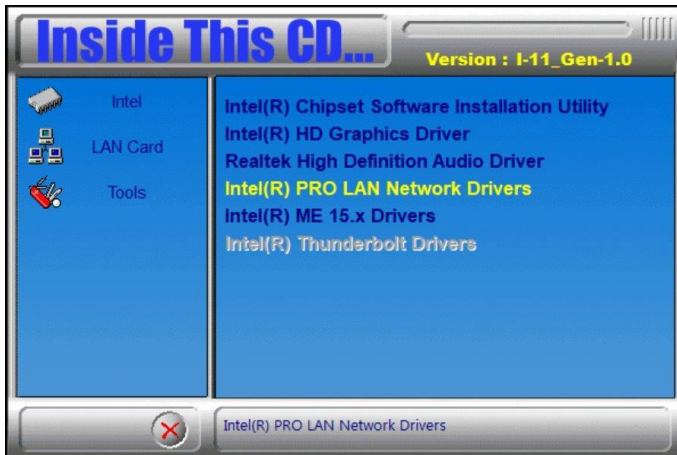 Inside This CD...
Version : I-11_Gen-1.0
Intel
LAN Card
Tools
Intel(R) Chipset Software Installation Utility
Intel(R) HD Graphics Driver
Realtek High Definition Audio Driver
Intel(R) PRO LAN Network Drivers
Intel(R) ME 15.x Drivers
Intel(R) Thunderbolt Drivers
Intel(R) PRO LAN Network Drivers